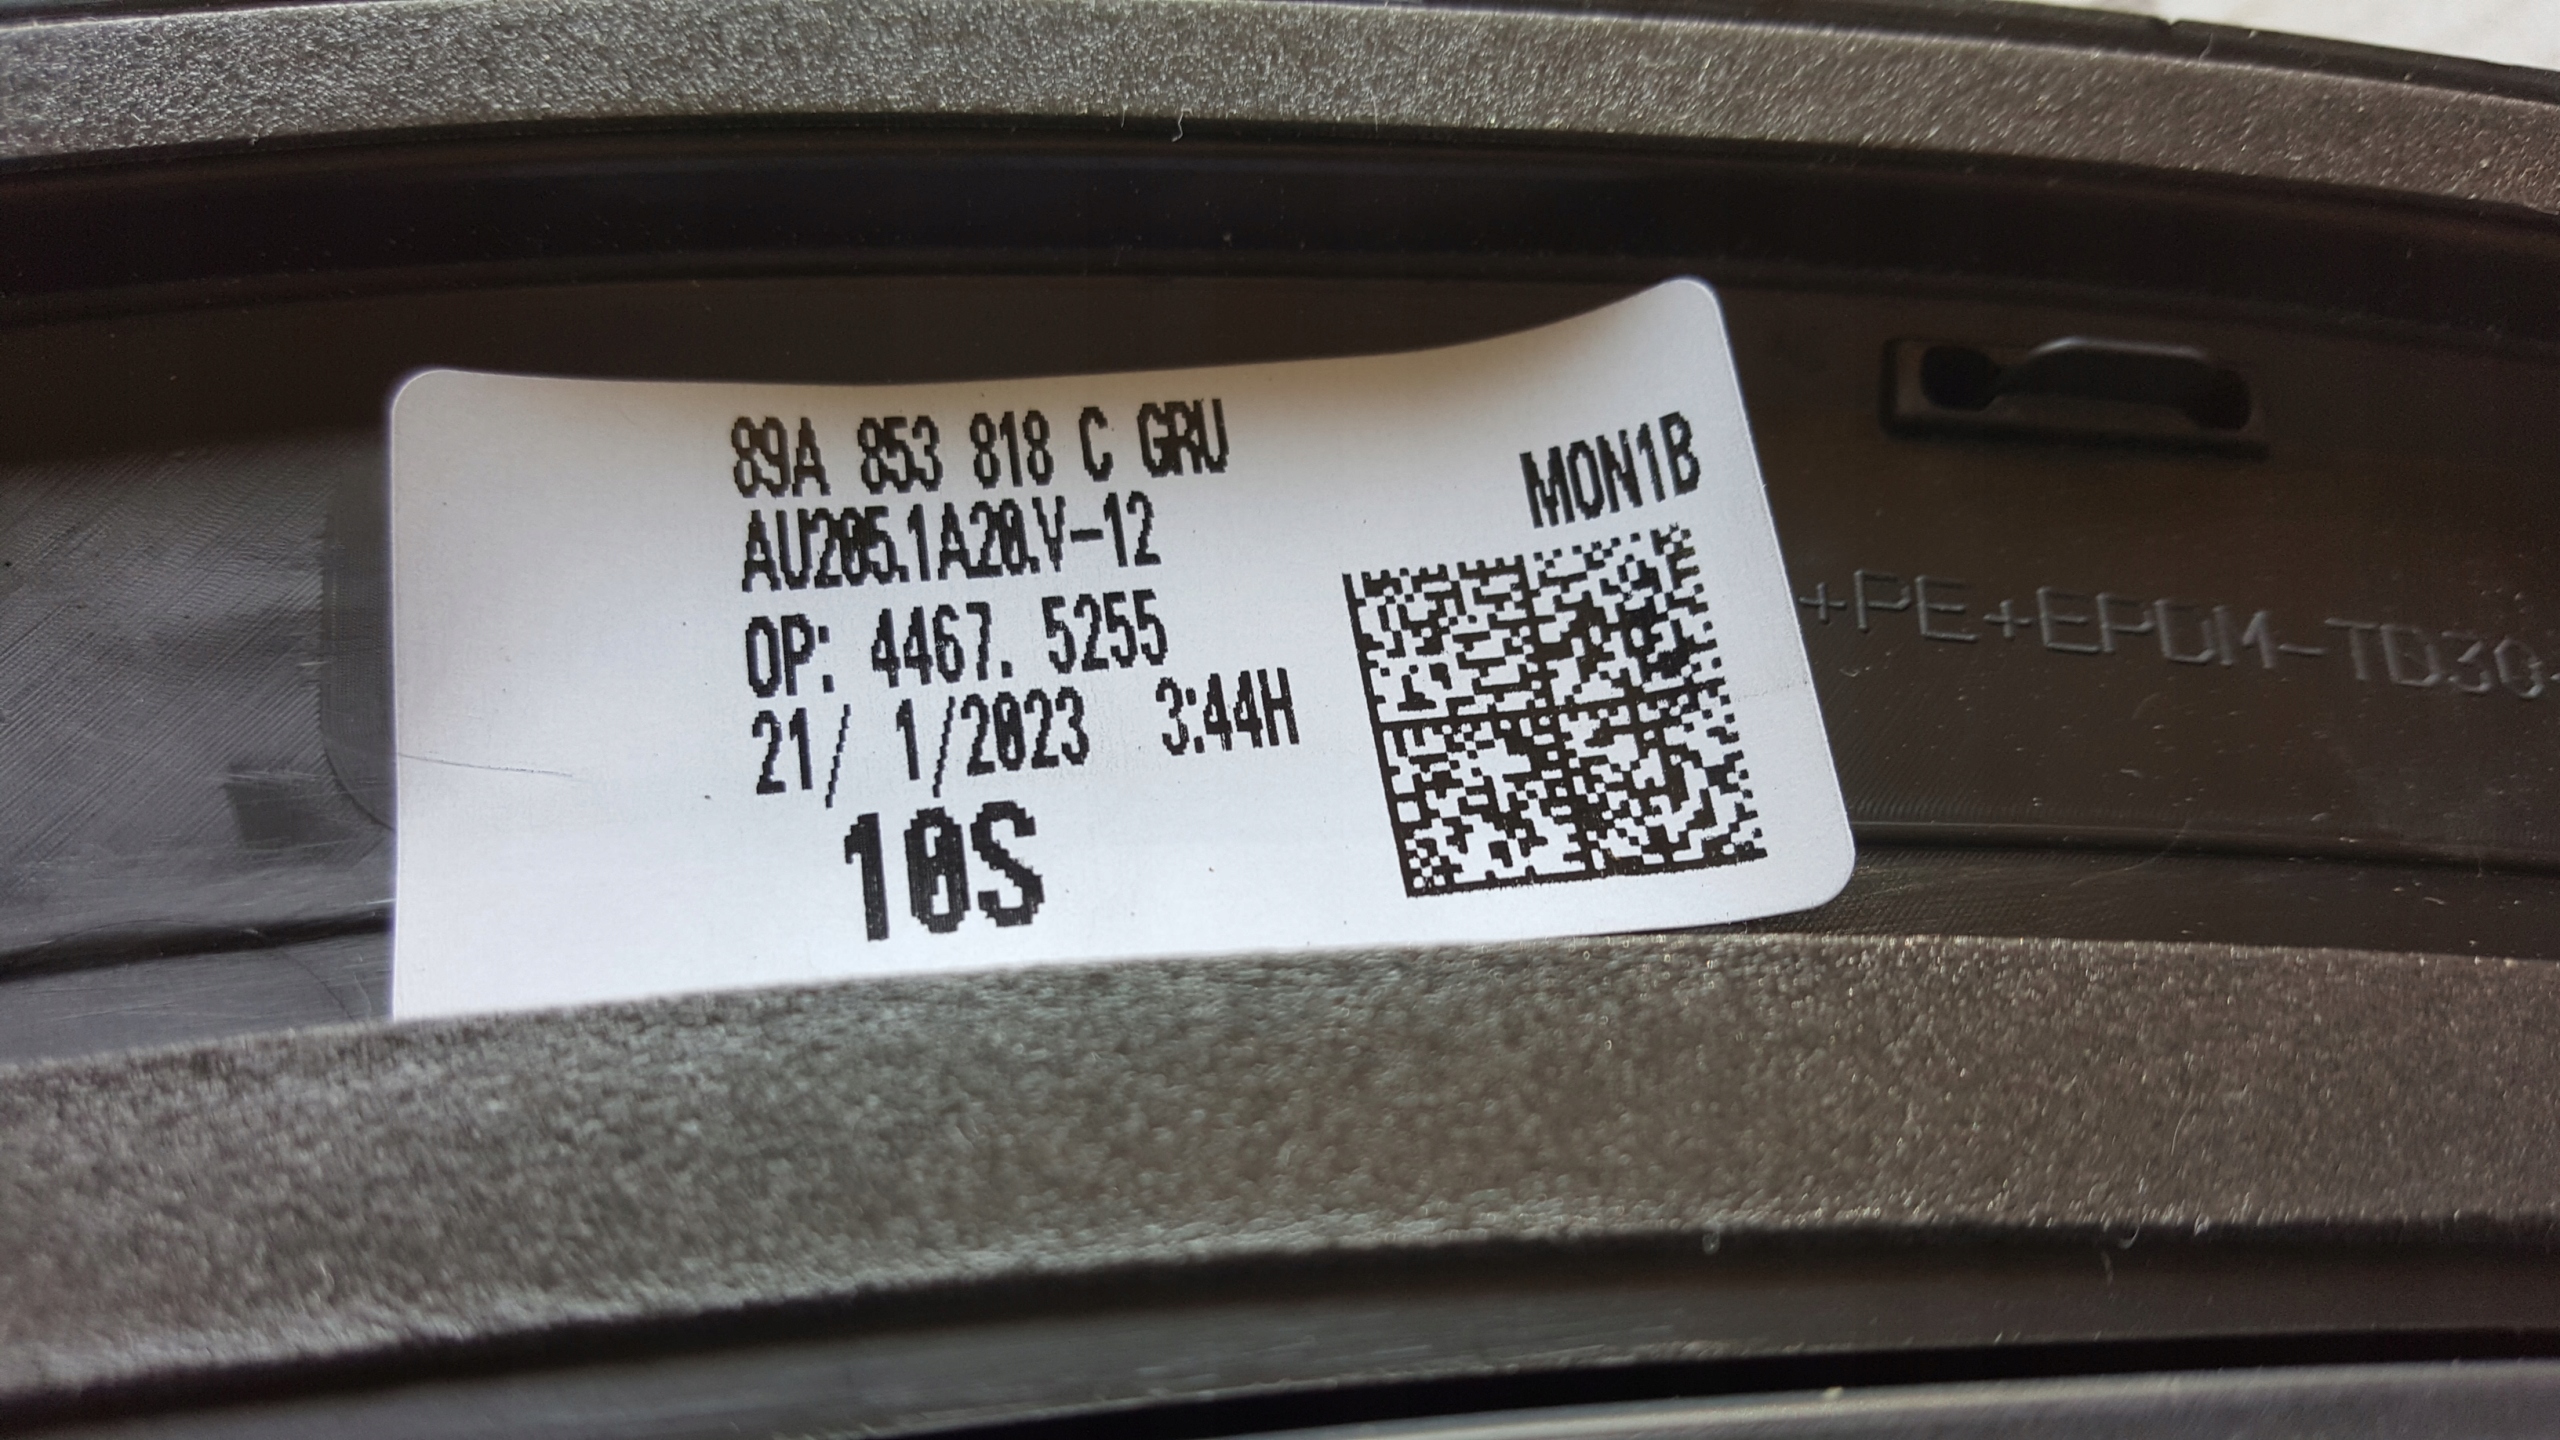 89A 853 818 C GRU
AU205.1A20.V-12
OP: 4467. 5255
21/ 1/2023 3:44H
10S
MON1B
+PE+EPDM-TD30